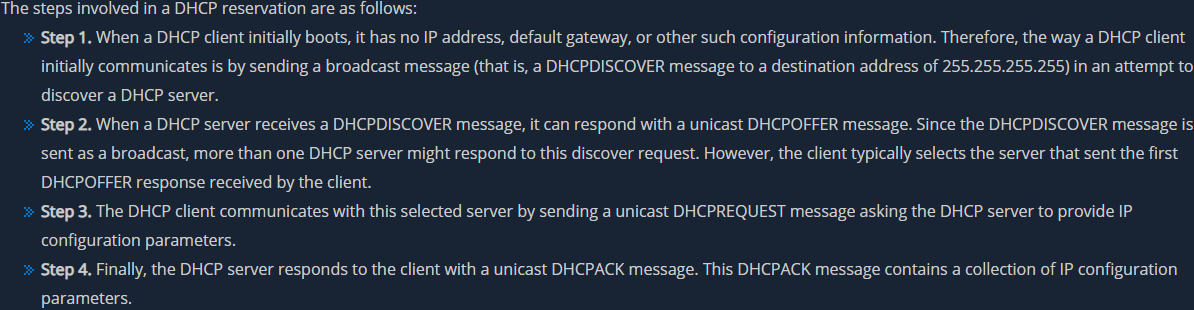 The steps involved in a DHCP reservation are as follows:
Step 1. When a DHCP client initially boots, it has no IP address, default gateway, or other such configuration information. Therefore, the way a DHCP client
initially communicates is by sending a broadcast message (that is, a DHCPDISCOVER message to a destination address of 255.255.255.255) in an attempt to
discover a DHCP server.
Step 2. When a DHCP server receives a DHCPDISCOVER message, it can respond with a unicast DHCPOFFER message. Since the DHCPDISCOVER message is
sent as a broadcast, more than one DHCP server might respond to this discover request. However, the client typically selects the server that sent the first
DHCPOFFER response received by the client.
Step 3. The DHCP client communicates with this selected server by sending a unicast DHCPREQUEST message asking the DHCP server to provide IP
configuration parameters.
Step 4. Finally, the DHCP server responds to the client with a unicast DHCPACK message. This DHCPACK message contains a collection of IP configuration
parameters.